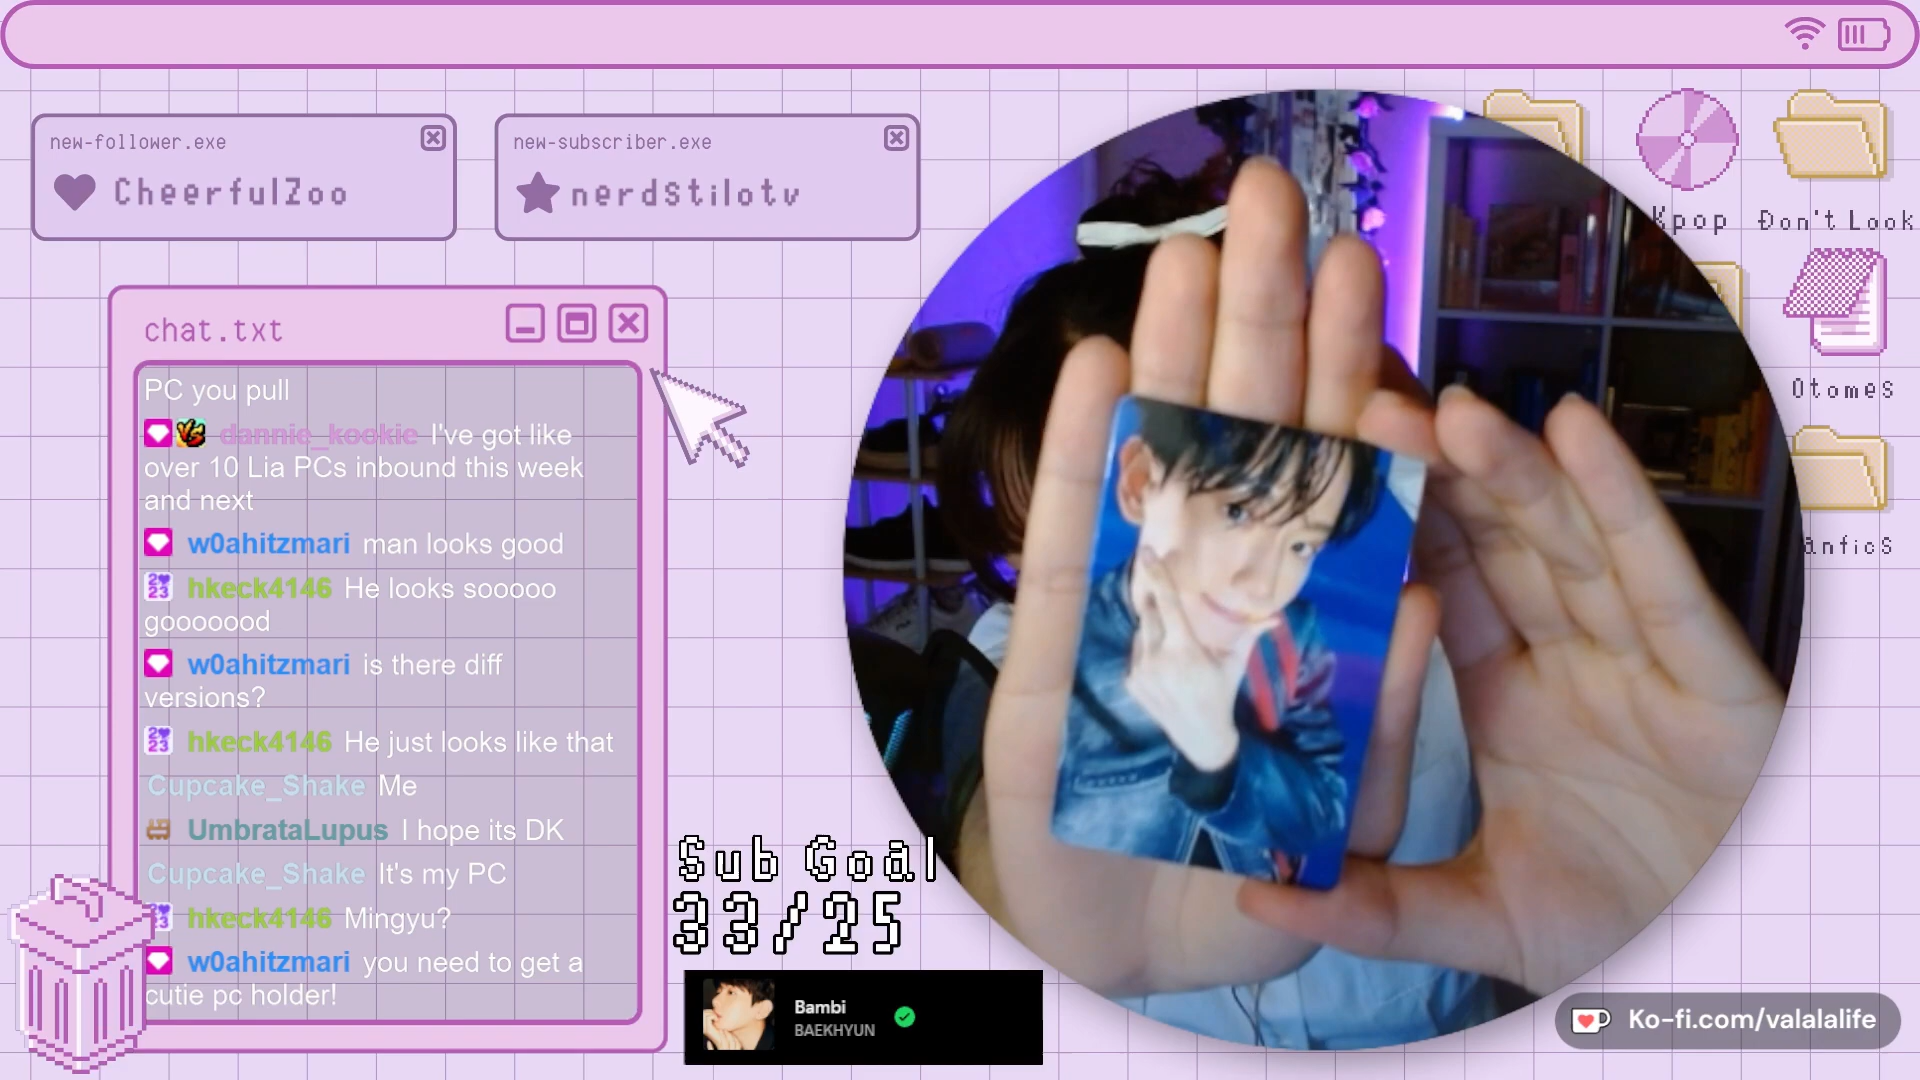 new-follower.exe
CheerfulZoo
new-subscriber.exe
nerdStilotv
Kpop
Don't Look
Otomes
anfics
chat.txt
PC you pull
dannie_kookie I've got like
over 10 Lia PCs inbound this week
and next
w0ahitzmari man looks good
hkeck4146 He looks sooooo
gooooood
w0ahitzmari is there diff
versions?
hkeck4146 He just looks like that
Cupcake_Shake Me
UmbrataLupus I hope its DK
Cupcake_Shake It's my PC
hkeck4146 Mingyu?
w0ahitzmari you need to get a
cutie pc holder!
Sub Goal
33/25
Bambi
BAEKHYUN
Ko-fi.com/valalalife